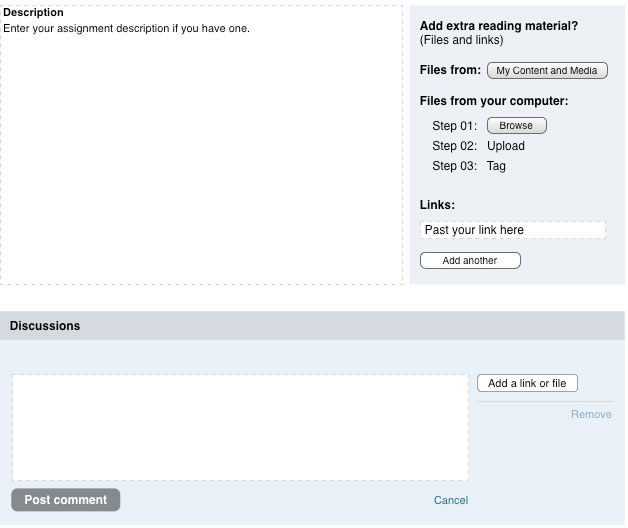 Description
Enter your assignment description if you have one.
Add extra reading material?
(Files and links)
Files from: My Content and Media
Files from your computer:
Step 01: Browse
Step 02: Upload
Step 03: Tag
Links:
Past your link here
Add another
Discussions
Add a link or file
Remove
Post comment Cancel